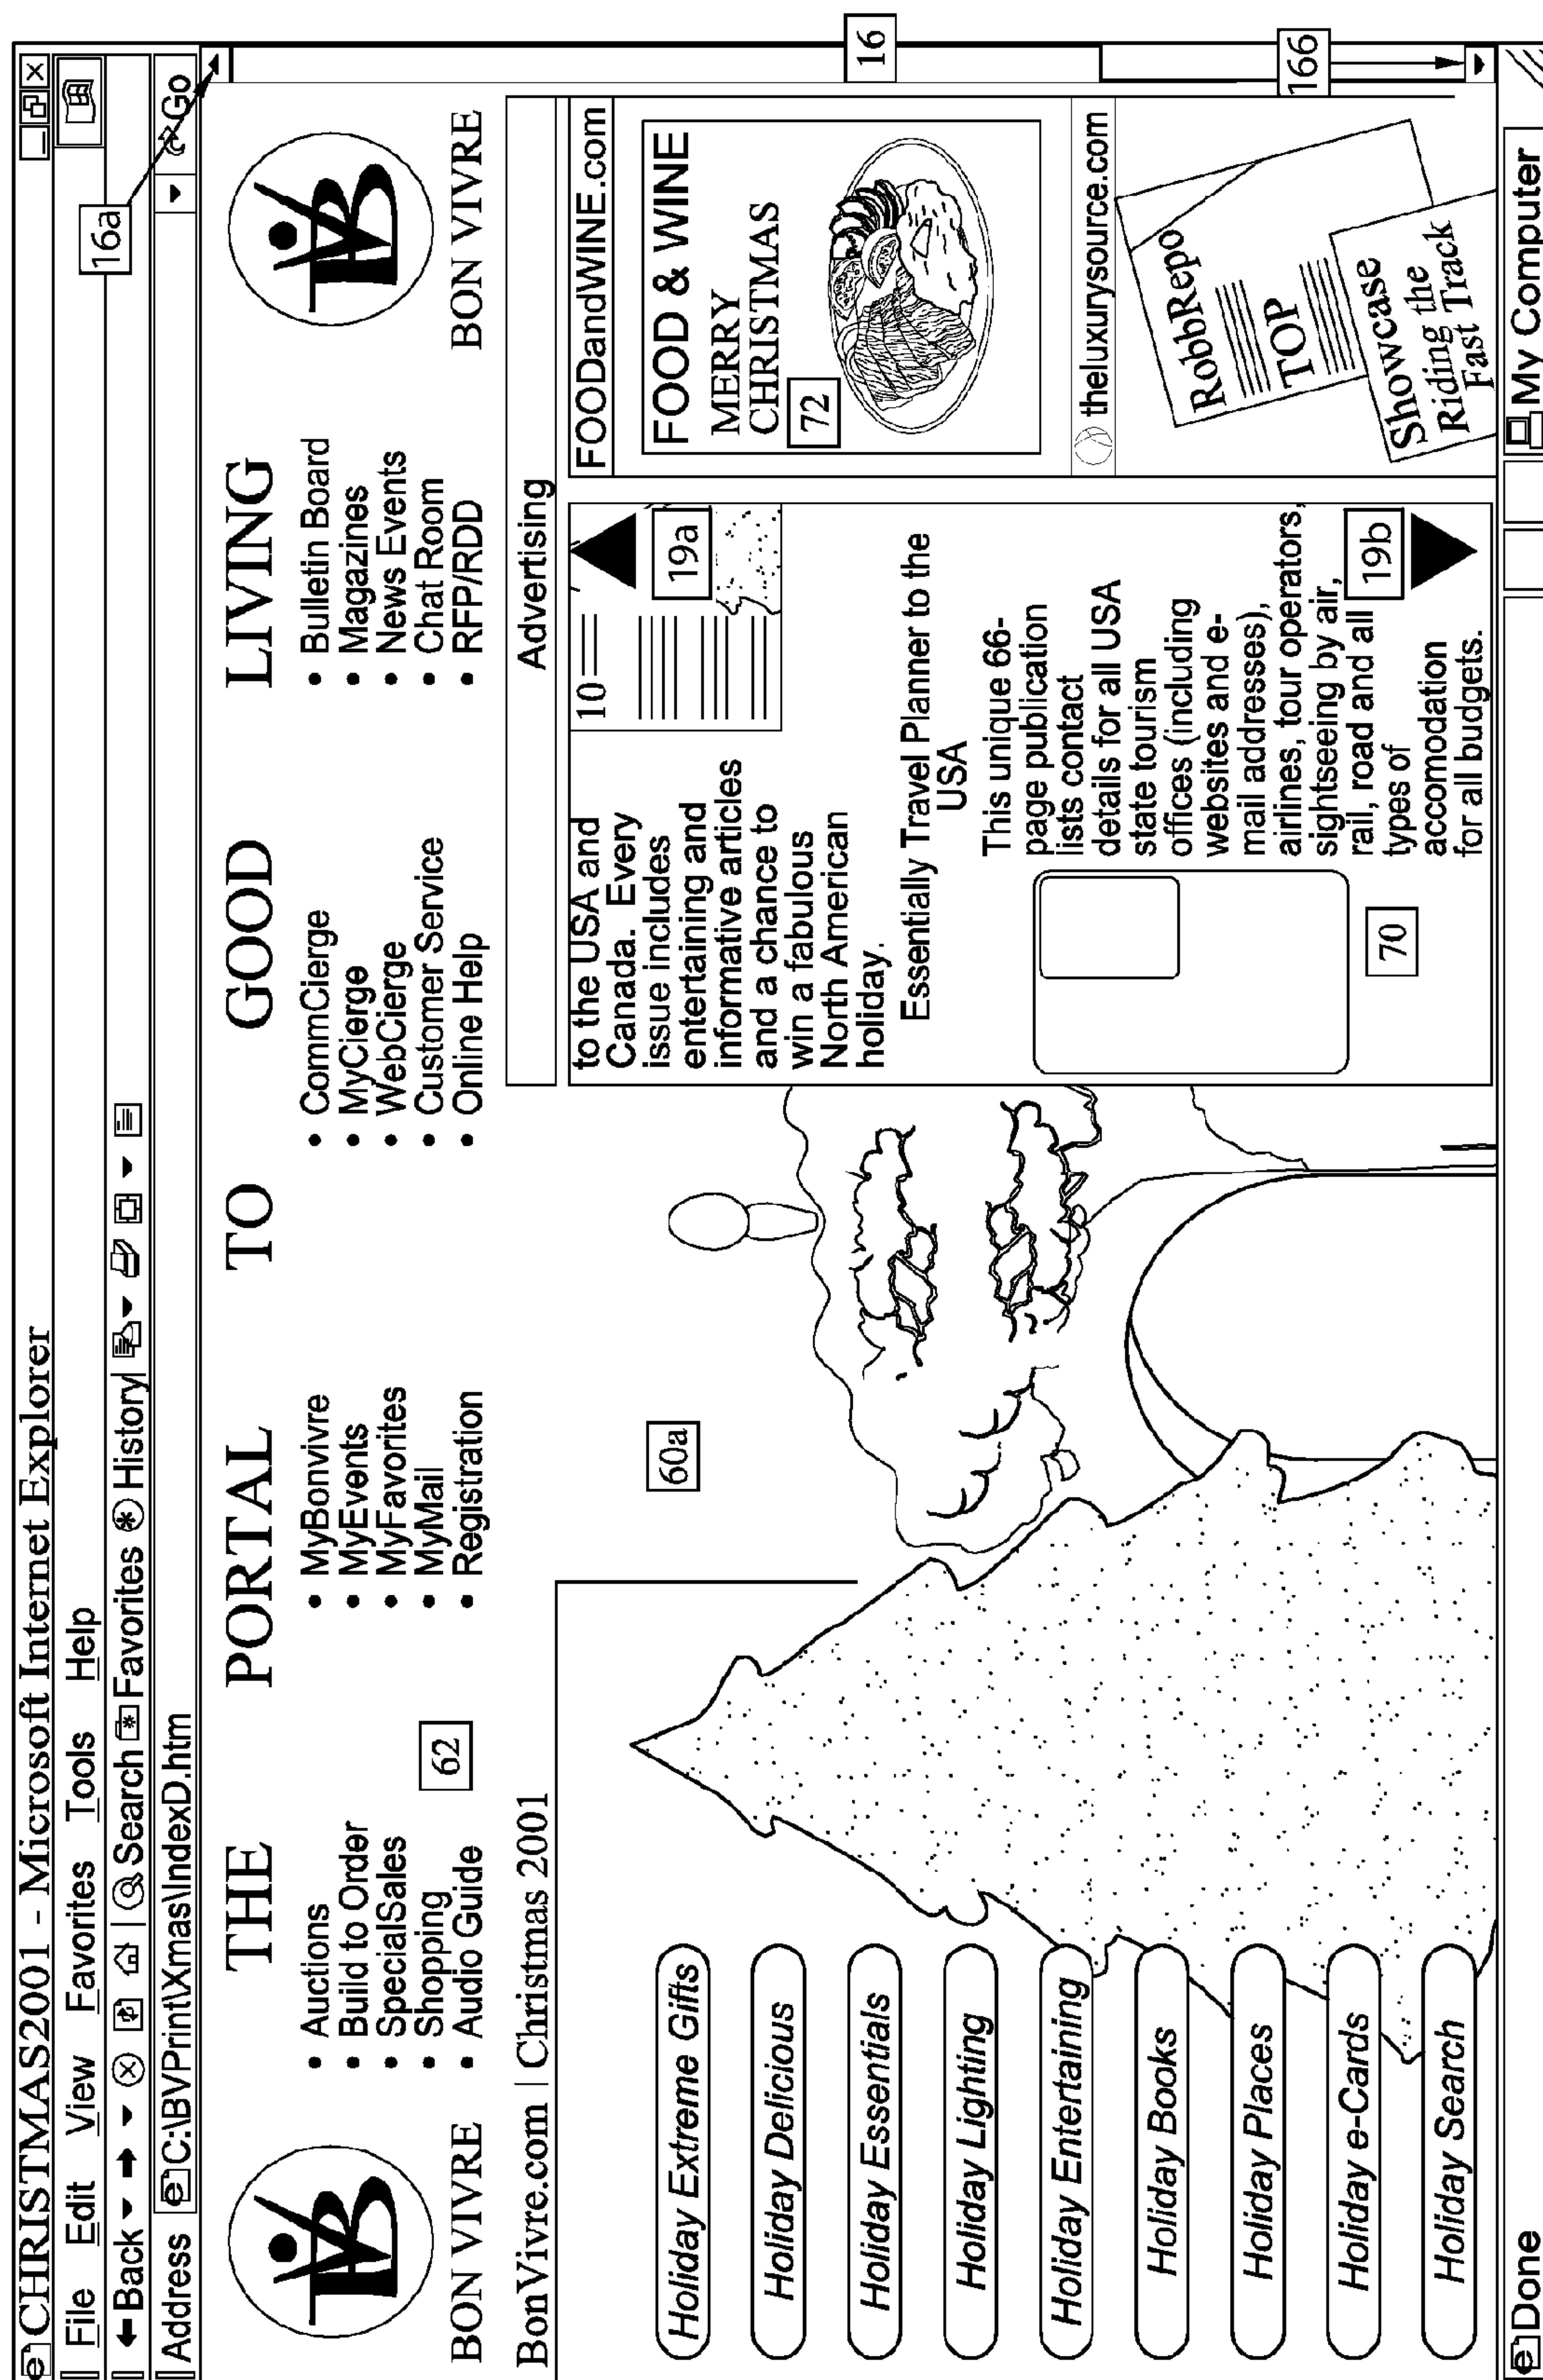 CHRISTMAS2001 - Microsoft Internet Explorer
File Edit View Favorites Tools Help
Back Search Favorites History
16a
Address C:\BVPrint\Xmas\IndexD.htm Go
THE PORTAL TO GOOD LIVING
BON VIVRE
• Auctions
• Build to Order
• SpecialSales
• Shopping
• Audio Guide
62
• MyBonvivre
• MyEvents
• MyFavorites
• MyMail
• Registration
• CommCierge
• MyCierge
• WebCierge
• Customer Service
• Online Help
• Bulletin Board
• Magazines
• News Events
• Chat Room
• RFP/RDD
BON VIVRE
BonVivre.com | Christmas 2001
Advertising
Holiday Extreme Gifts
Holiday Delicious
Holiday Essentials
Holiday Lighting
Holiday Entertaining
Holiday Books
Holiday Places
Holiday e-Cards
Holiday Search
60a
to the USA and
Canada. Every
issue includes
entertaining and
informative articles
and a chance to
win a fabulous
North American
holiday.
10
19a
Essentially Travel Planner to the
USA
This unique 66-
page publication
lists contact
details for all USA
state tourism
offices (including
websites and e-
mail addresses),
airlines, tour operators,
sightseeing by air,
rail, road and all
types of
accomodation
for all budgets.
70
19b
FOODandWINE.com
FOOD & WINE
MERRY
CHRISTMAS
72
theluxurysource.com
RobbRepo
TOP
Showcase
Riding the
Fast Track
16
166
Done My Computer